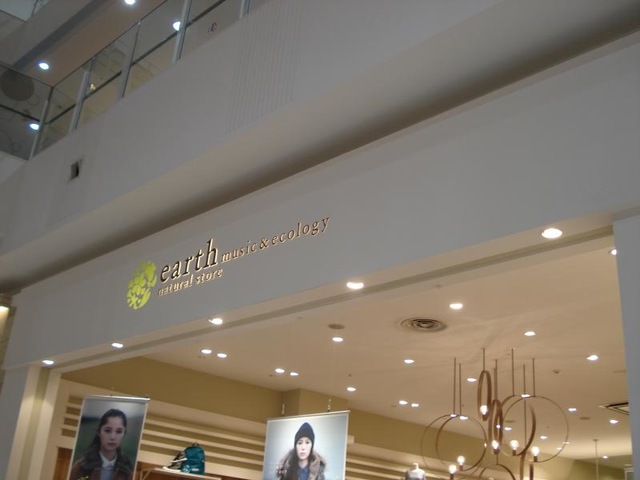 earth music & ecology
natural store